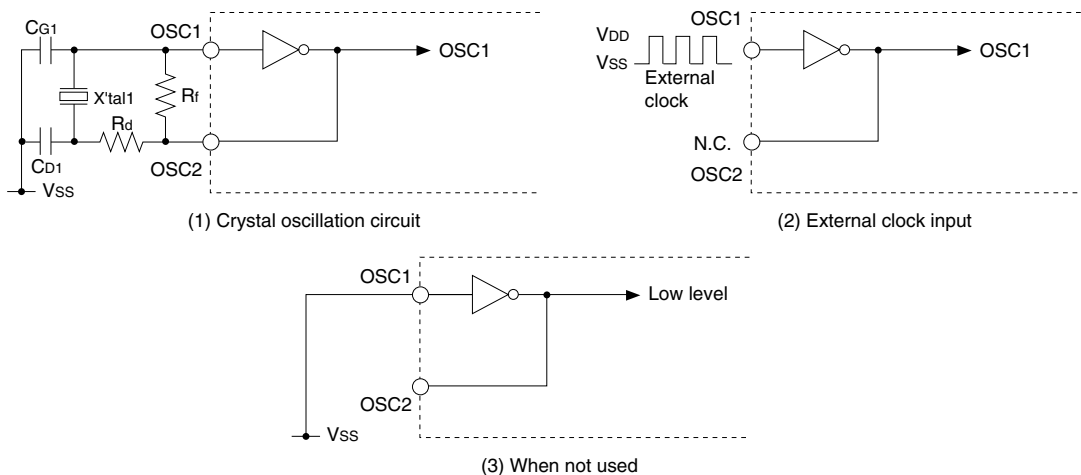 CG1
OSC1
OSC1
X'tal1
Rf
Rd
CD1
OSC2
VSS
(1) Crystal oscillation circuit
OSC1
VDD
VSS
External
clock
OSC1
N.C.
OSC2
(2) External clock input
OSC1
Low level
OSC2
VSS
(3) When not used